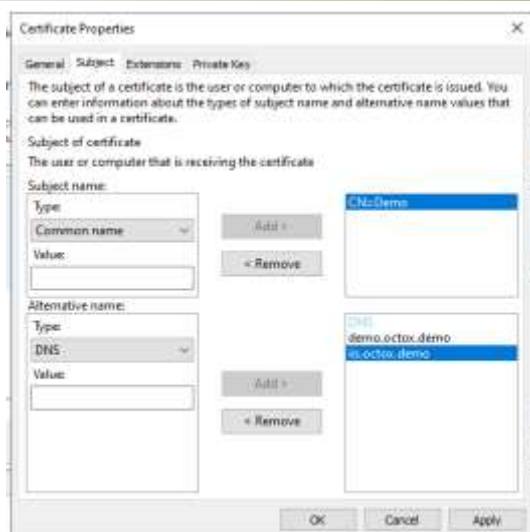 Certificate Properties
General Subject Extensions Private Key
The subject of a certificate is the user or computer to which the certificate is issued. You
can enter information about the types of subject name and alternative name values that
can be used in a certificate.
Subject of certificate
The user or computer that is receiving the certificate
Subject name:
Type:
Common name
Value:
Add >
< Remove
CN=Demo
Alternative name:
Type:
DNS
Value:
Add >
< Remove
DNS
demo.octox.demo
iis.octox.demo
OK Cancel Apply